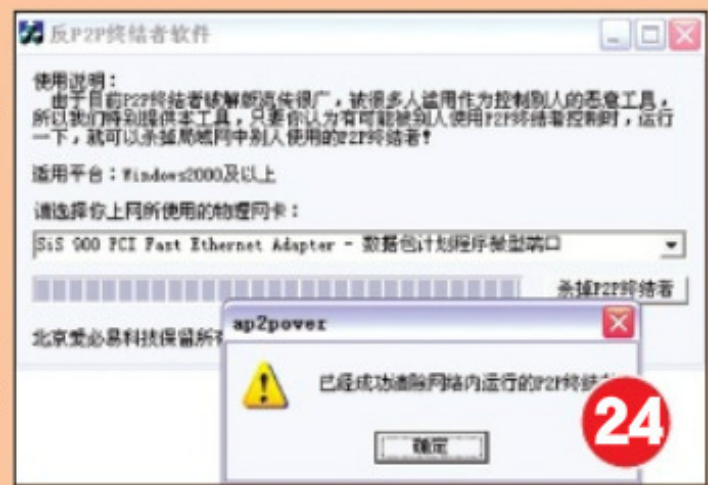 反P2P终结者软件
使用说明：
由于目前P2P终结者破解版流传很广，被很多人滥用作为控制别人的恶意工具，
所以我们特别提供本工具，只要你认为有可能被别人使用P2P终结者控制时，运行
一下，就可以杀掉局域网中别人使用的P2P终结者！
适用平台：Windows2000及以上
请选择你上网所使用的物理网卡：
SiS 900 PCI Fast Ethernet Adapter - 数据包计划程序微型端口
杀掉P2P终结者
北京爱必易科技保留所有
ap2power
已经成功清除网络内运行的P2P终结
确定
24